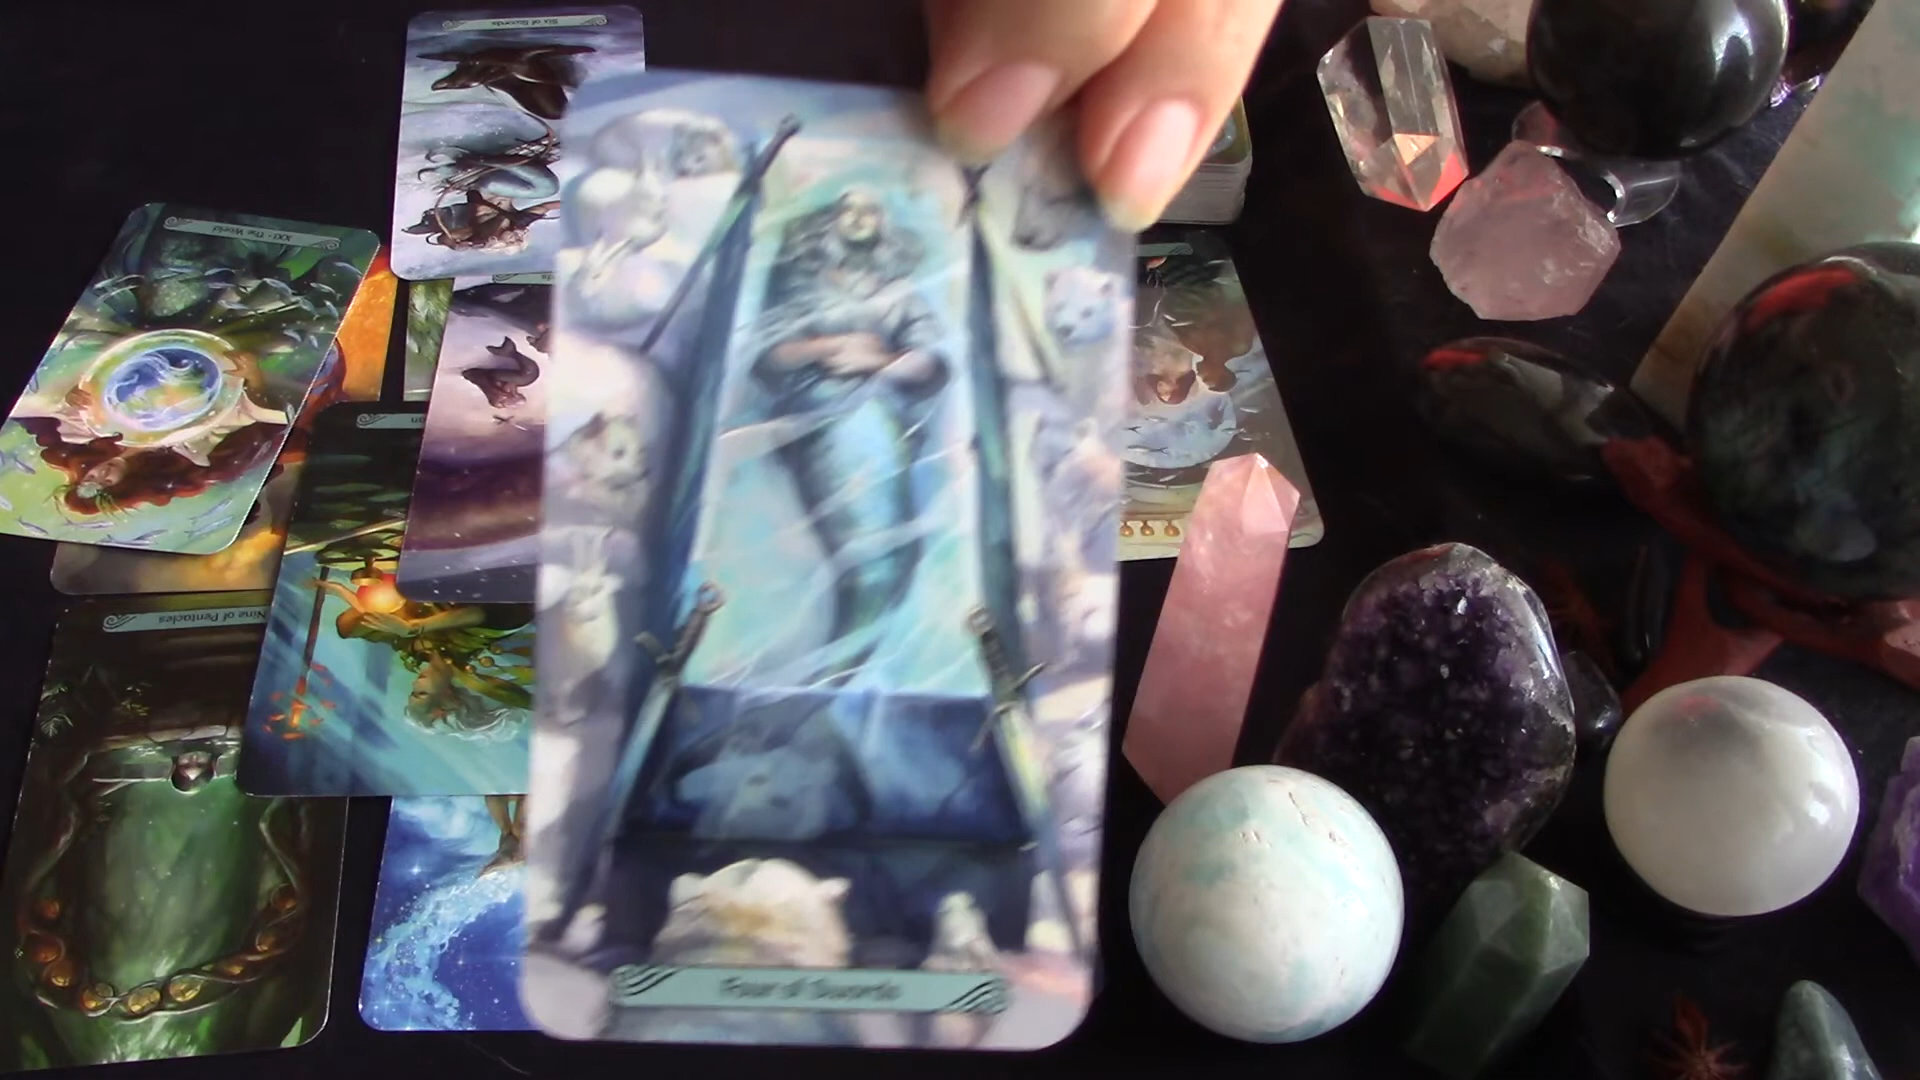 Six of Swords
XXI - The World
Nine of Pentacles
Four of Swords